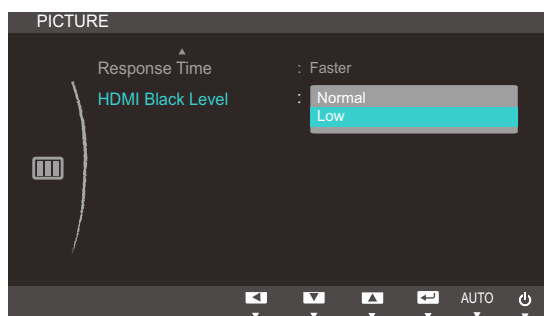 PICTURE
Response Time : Faster
HDMI Black Level : Normal
Low
AUTO